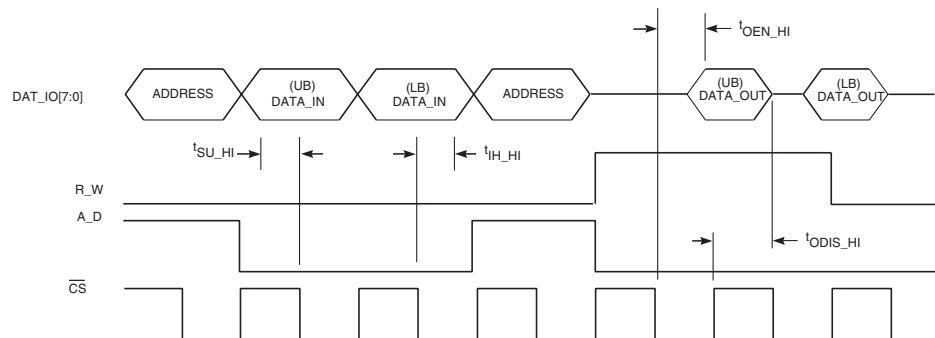 tOEN_HI
DAT_IO[7:0]
ADDRESS
(UB)
DATA_IN
(LB)
DATA_IN
ADDRESS
(UB)
DATA_OUT
(LB)
DATA_OUT
tSU_HI
tIH_HI
R_W
A_D
tODIS_HI
CS